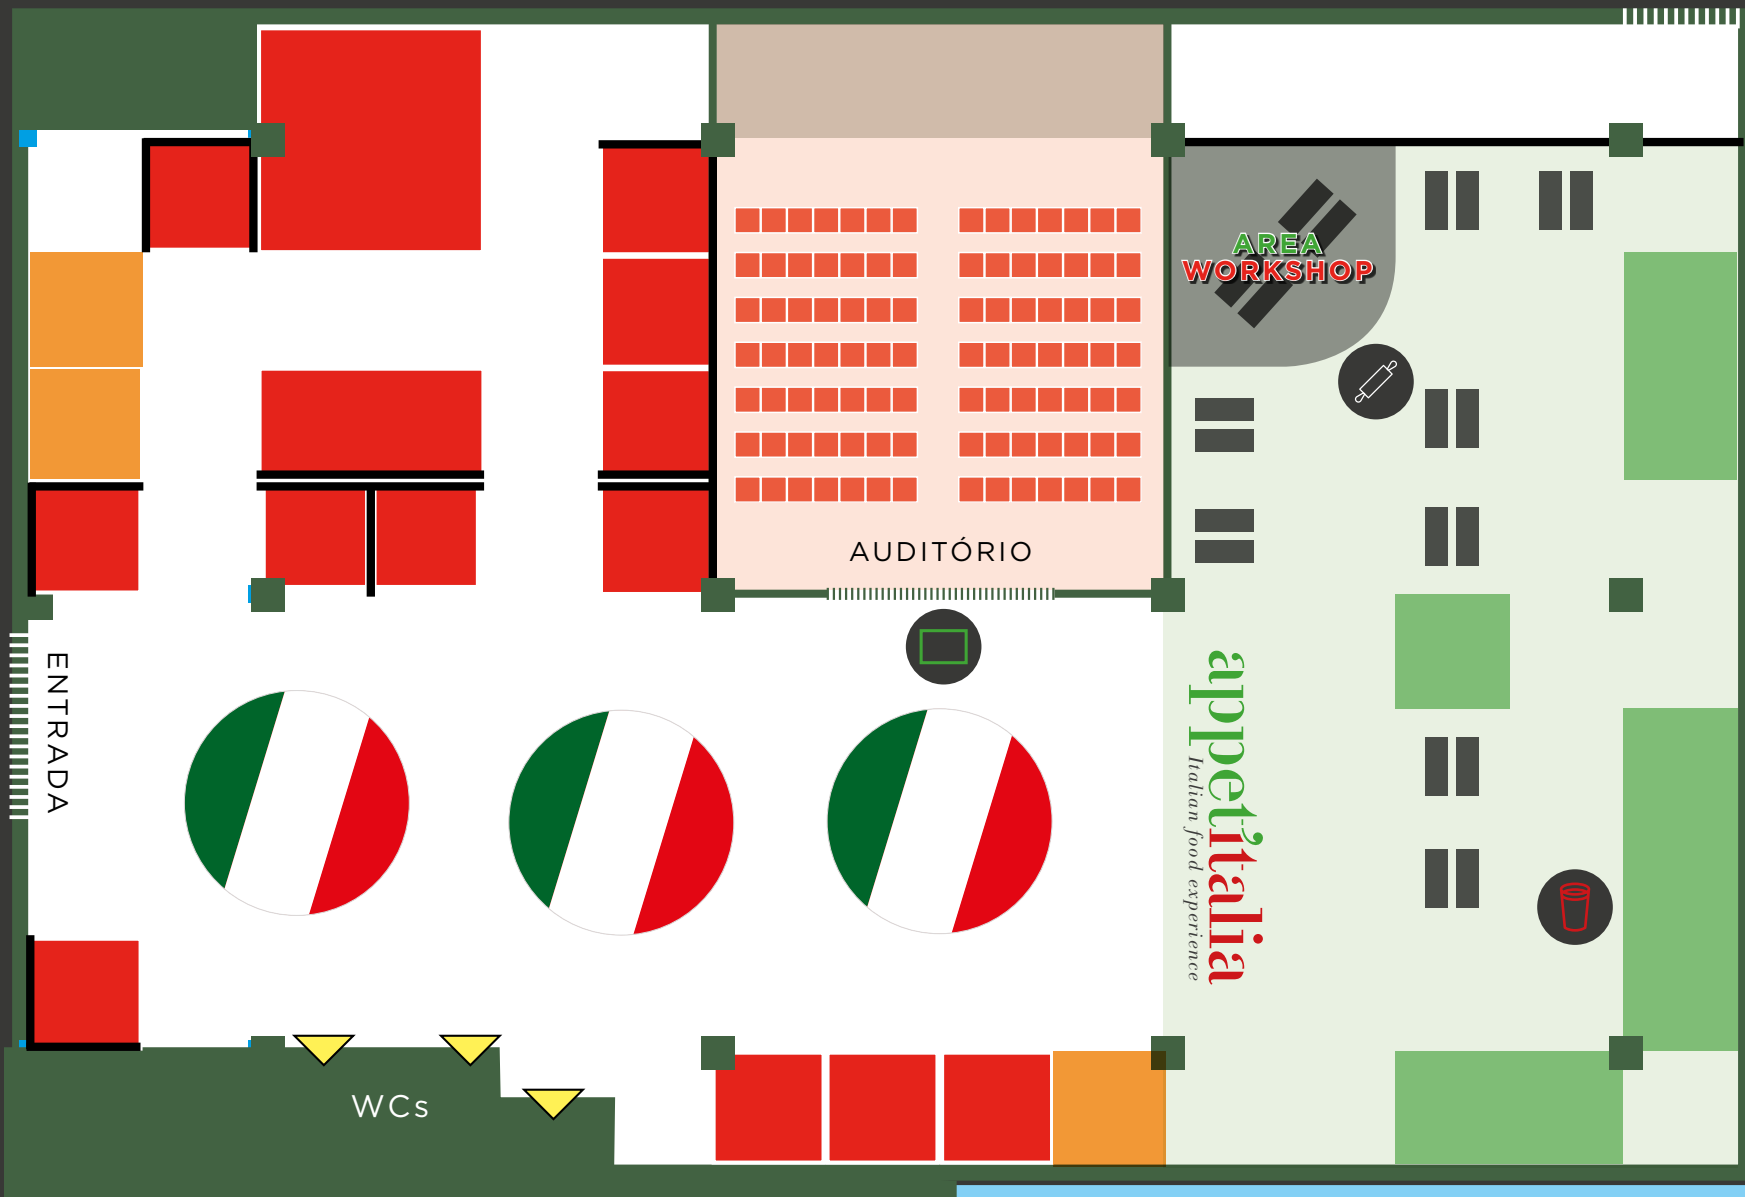 AREA
WORKSHOP
AUDITÓRIO
ENTRADA
appetitalia
Italian food experience
WCs